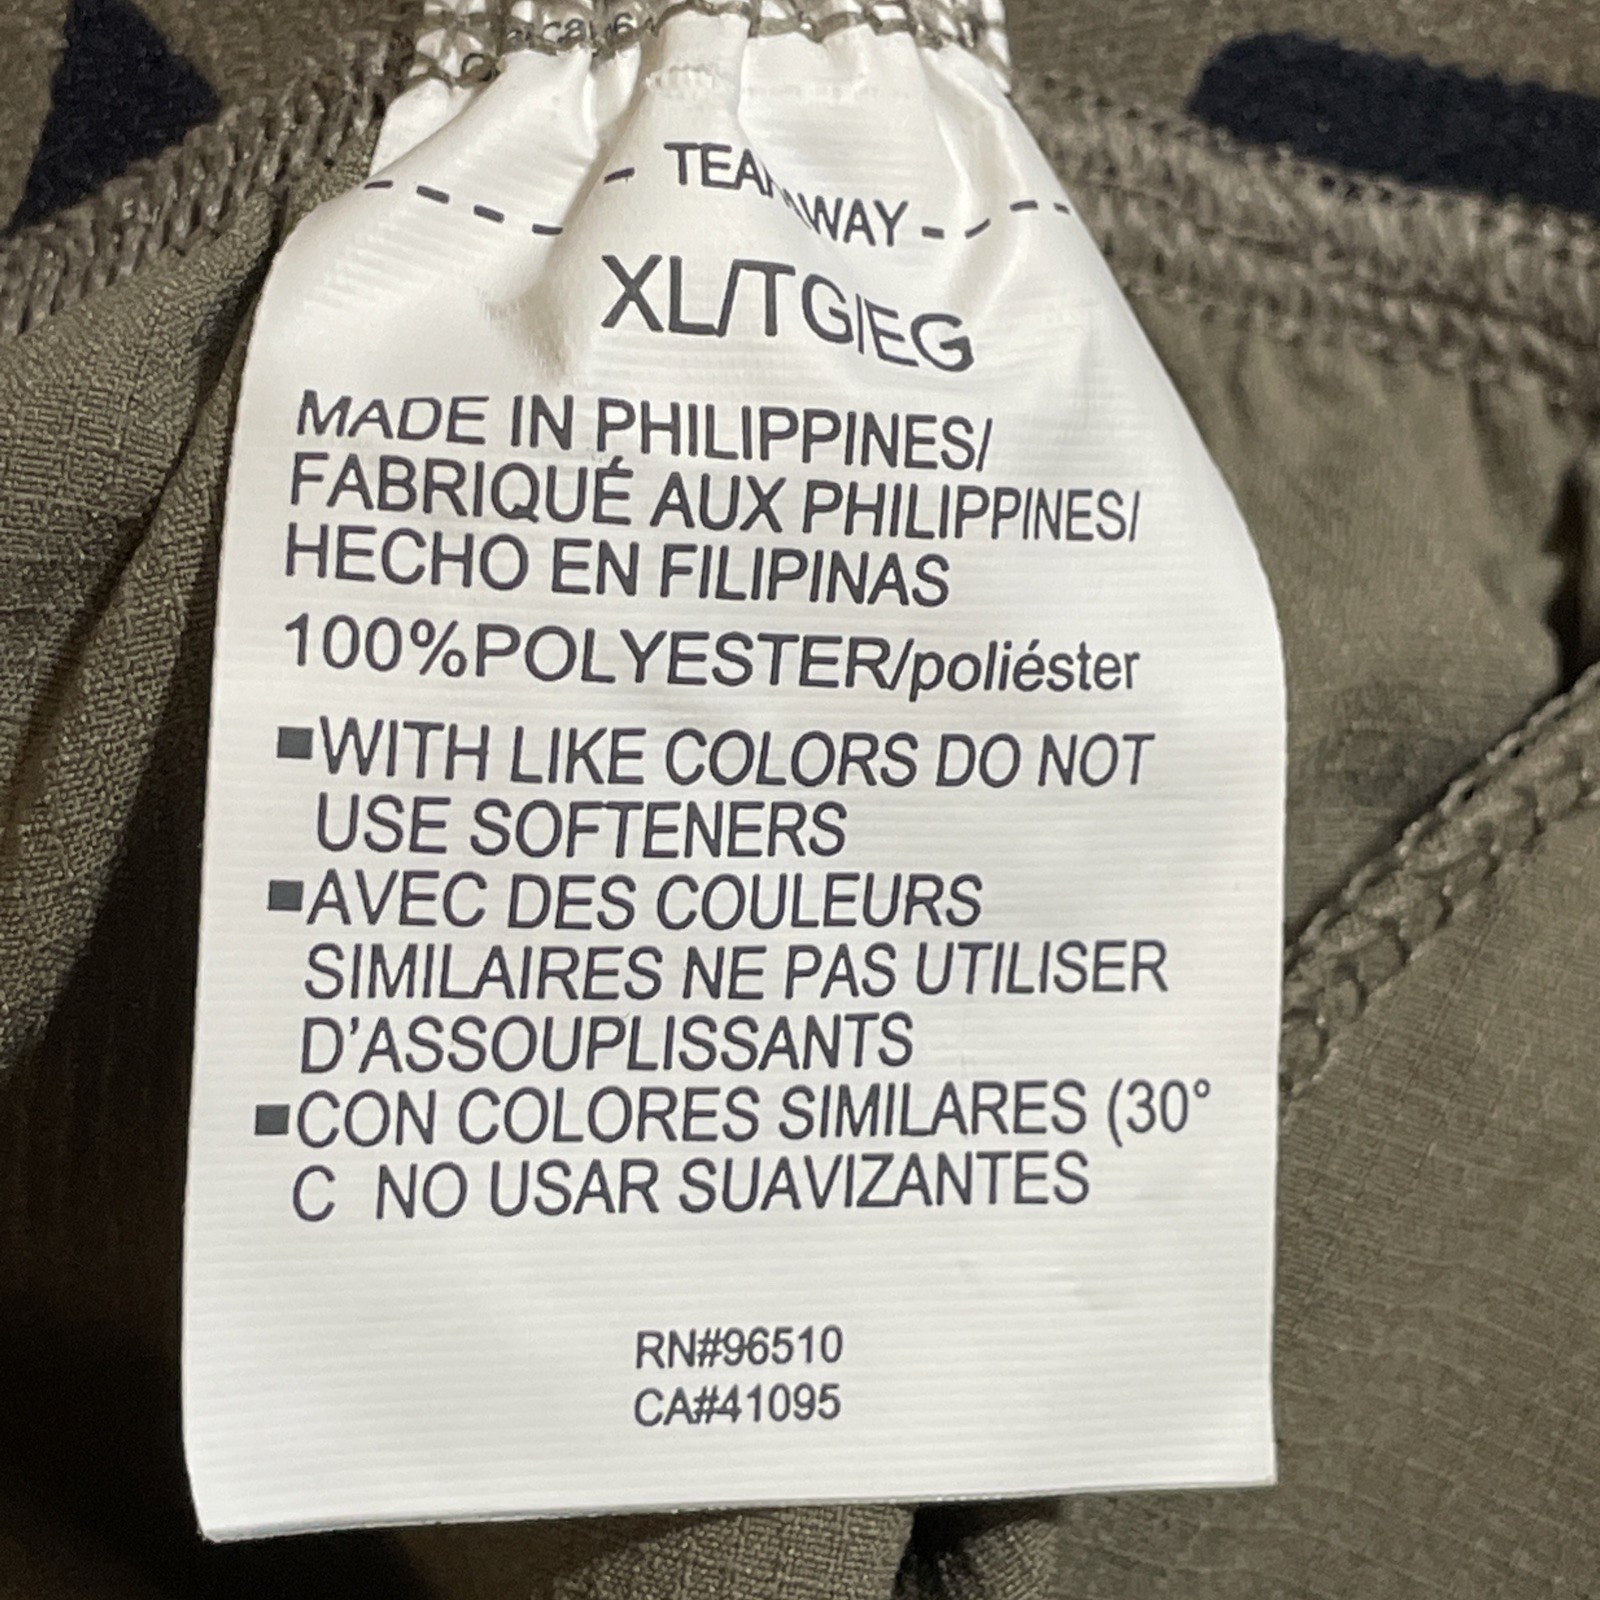 - TEAR AWAY - - - -
XL/TG/EG
MADE IN PHILIPPINES/
FABRIQUÉ AUX PHILIPPINES/
HECHO EN FILIPINAS
100%POLYESTER/poliéster
■WITH LIKE COLORS DO NOT
USE SOFTENERS
■AVEC DES COULEURS
SIMILAIRES NE PAS UTILISER
D'ASSOUPLISSANTS
■CON COLORES SIMILARES (30°
C NO USAR SUAVIZANTES
RN#96510
CA#41095